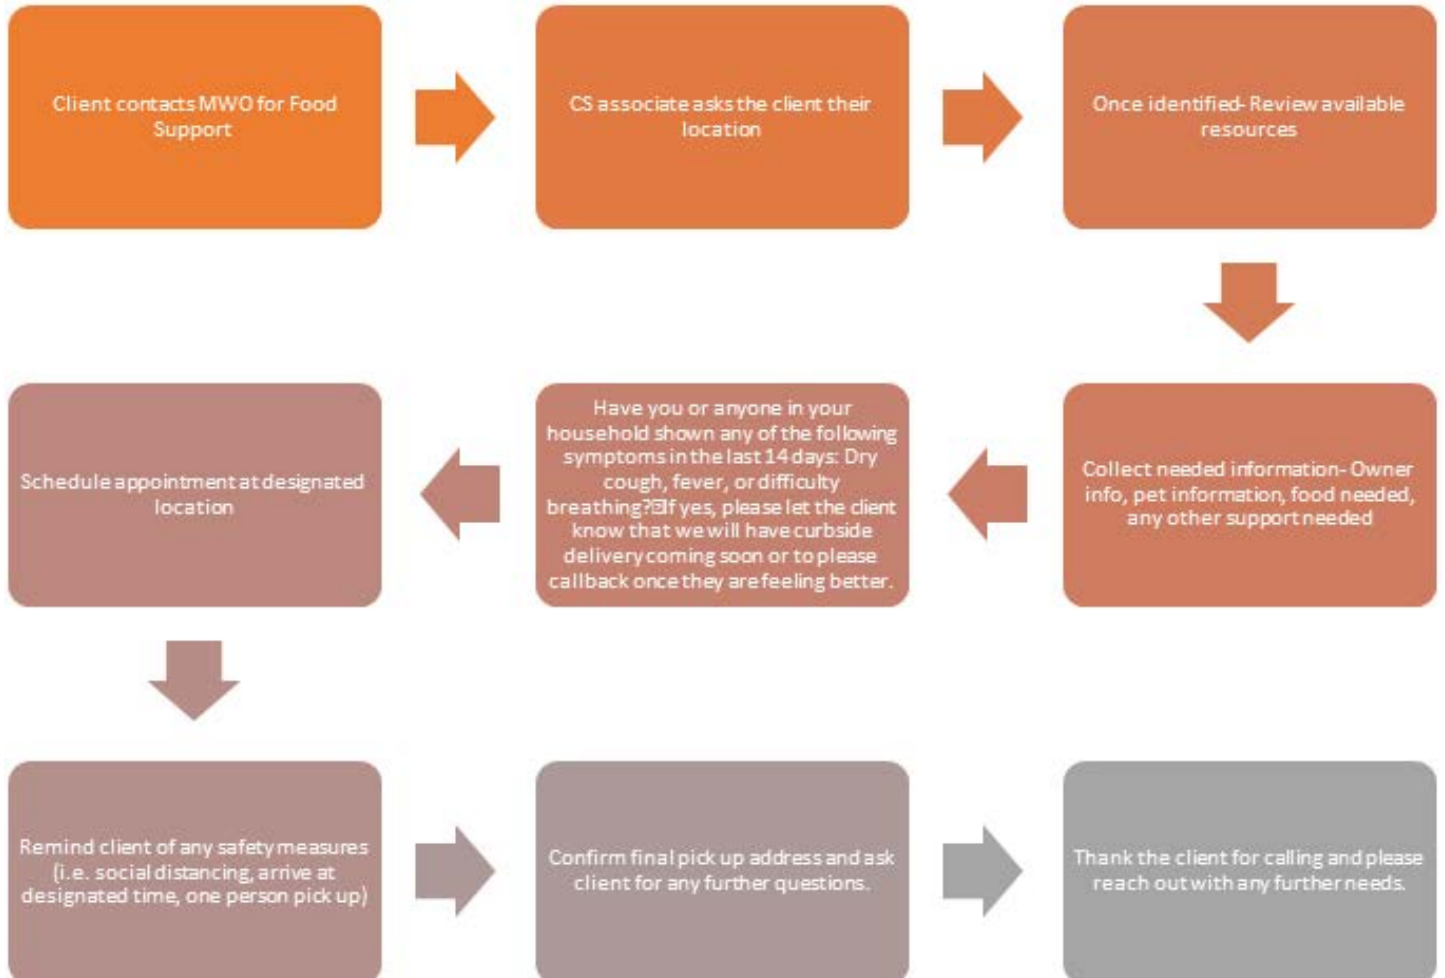 Client contacts MWO for Food
Support
CS associate asks the client their
location
Once identified- Review available
resources
Collect needed information- Owner
info, pet information, food needed,
any other support needed
Have you or anyone in your
household shown any of the following
symptoms in the last 14 days: Dry
cough, fever, or difficulty
breathing?⍰If yes, please let the client
know that we will have curbside
delivery coming soon or to please
callback once they are feeling better.
Schedule appointment at designated
location
Remind client of any safety measures
(i.e. social distancing, arrive at
designated time, one person pick up)
Confirm final pick up address and ask
client for any further questions.
Thank the client for calling and please
reach out with any further needs.